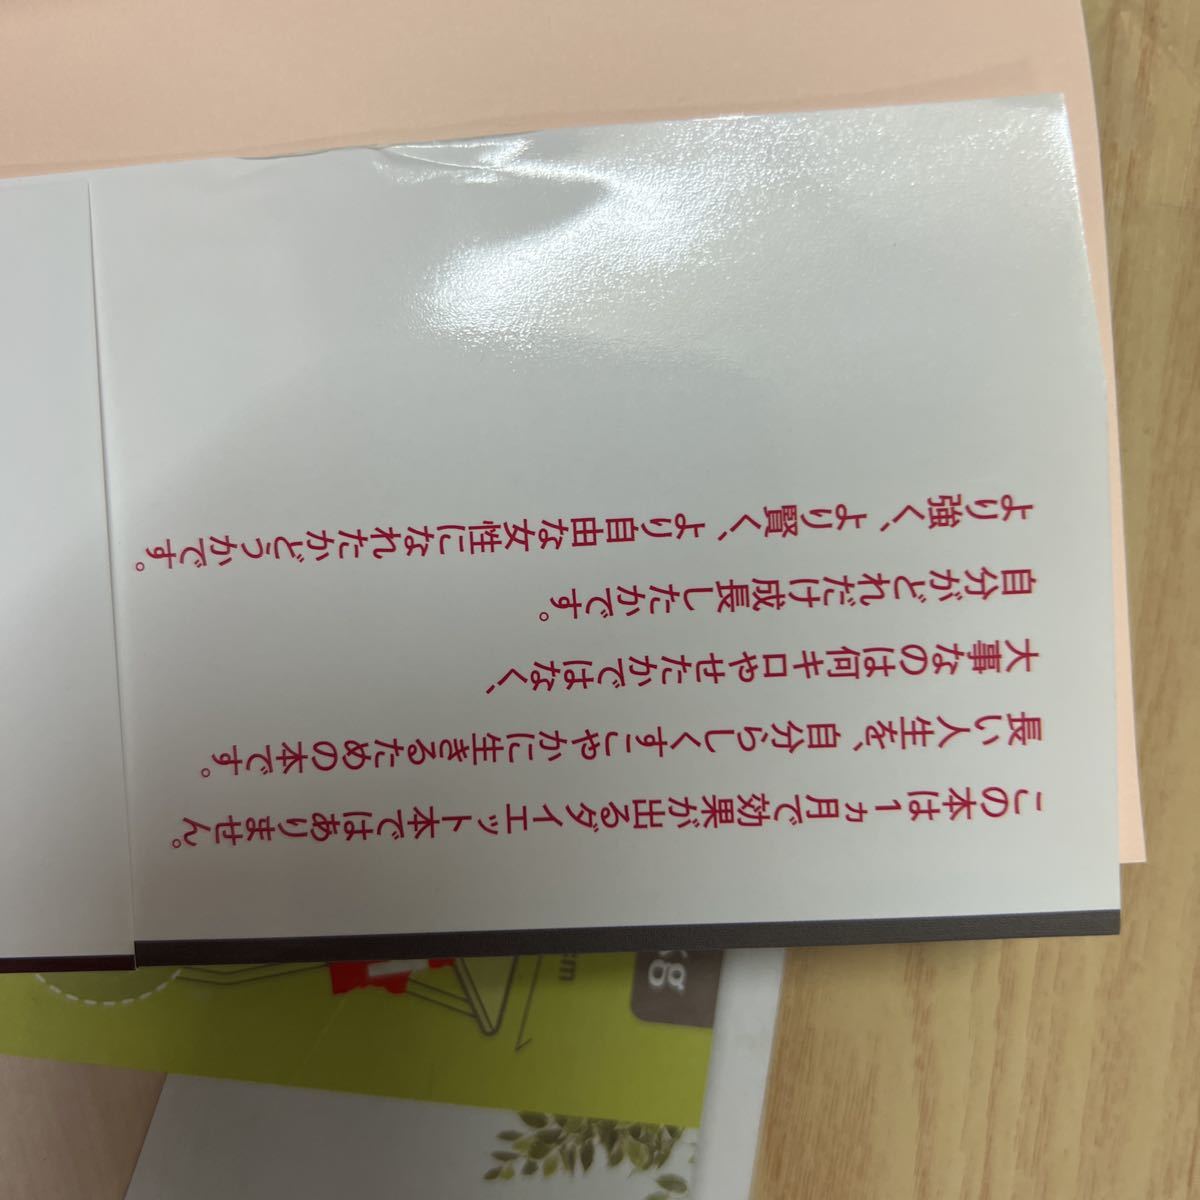 この本は1ヵ月で効果が出るダイエット本ではありません。
長い人生を、自分らしくすこやかに生きるための本です。
大事なのは何キロやせたかではなく、
自分がどれだけ成長したかです。
より強く、より賢く、より自由な女性になれたかどうかです。
cm
kg